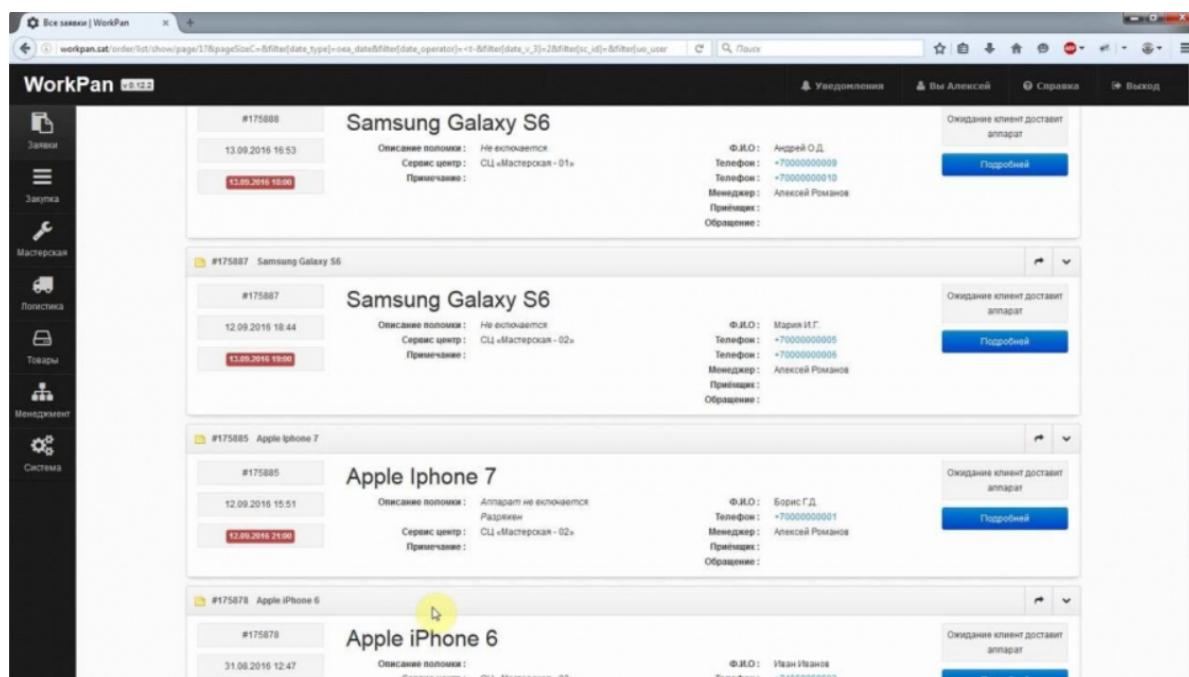 Все заявки | WorkPan
workpan.sat/order/list/show/page/17&pageSizeC=&filter[date_type]=oea_date&filter[date_operator]=<t-&filter[date_v_3]=2&filter[sc_id]=&filter[uo_user
Поиск
WorkPan v 0.12.2
Уведомления
Вы Алексей
Справка
Выход
Заявки
Закупка
Мастерская
Логистика
Товары
Менеджмент
Система
#175888
13.09.2016 16:53
13.09.2016 18:00
Samsung Galaxy S6
Описание поломки : Не включается
Сервис центр : СЦ «Мастерская - 01»
Примечание :
Ф.И.О : Андрей О.Д.
Телефон : +70000000009
Телефон : +70000000010
Менеджер : Алексей Романов
Приёмщик :
Обращение :
Ожидание клиент доставит
аппарат
Подробней
#175887 Samsung Galaxy S6
#175887
12.09.2016 18:44
13.09.2016 19:00
Samsung Galaxy S6
Описание поломки : Не включается
Сервис центр : СЦ «Мастерская - 02»
Примечание :
Ф.И.О : Мария И.Г.
Телефон : +70000000005
Телефон : +70000000006
Менеджер : Алексей Романов
Приёмщик :
Обращение :
Ожидание клиент доставит
аппарат
Подробней
#175885 Apple Iphone 7
#175885
12.09.2016 15:51
12.09.2016 21:00
Apple Iphone 7
Описание поломки : Аппарат не включается
Разряжен
Сервис центр : СЦ «Мастерская - 02»
Примечание :
Ф.И.О : Борис Г.Д.
Телефон : +70000000001
Менеджер : Алексей Романов
Приёмщик :
Обращение :
Ожидание клиент доставит
аппарат
Подробней
#175878 Apple iPhone 6
#175878
31.08.2016 12:47
Apple iPhone 6
Описание поломки :
Ф.И.О : Иван Иванов
Ожидание клиент доставит
аппарат